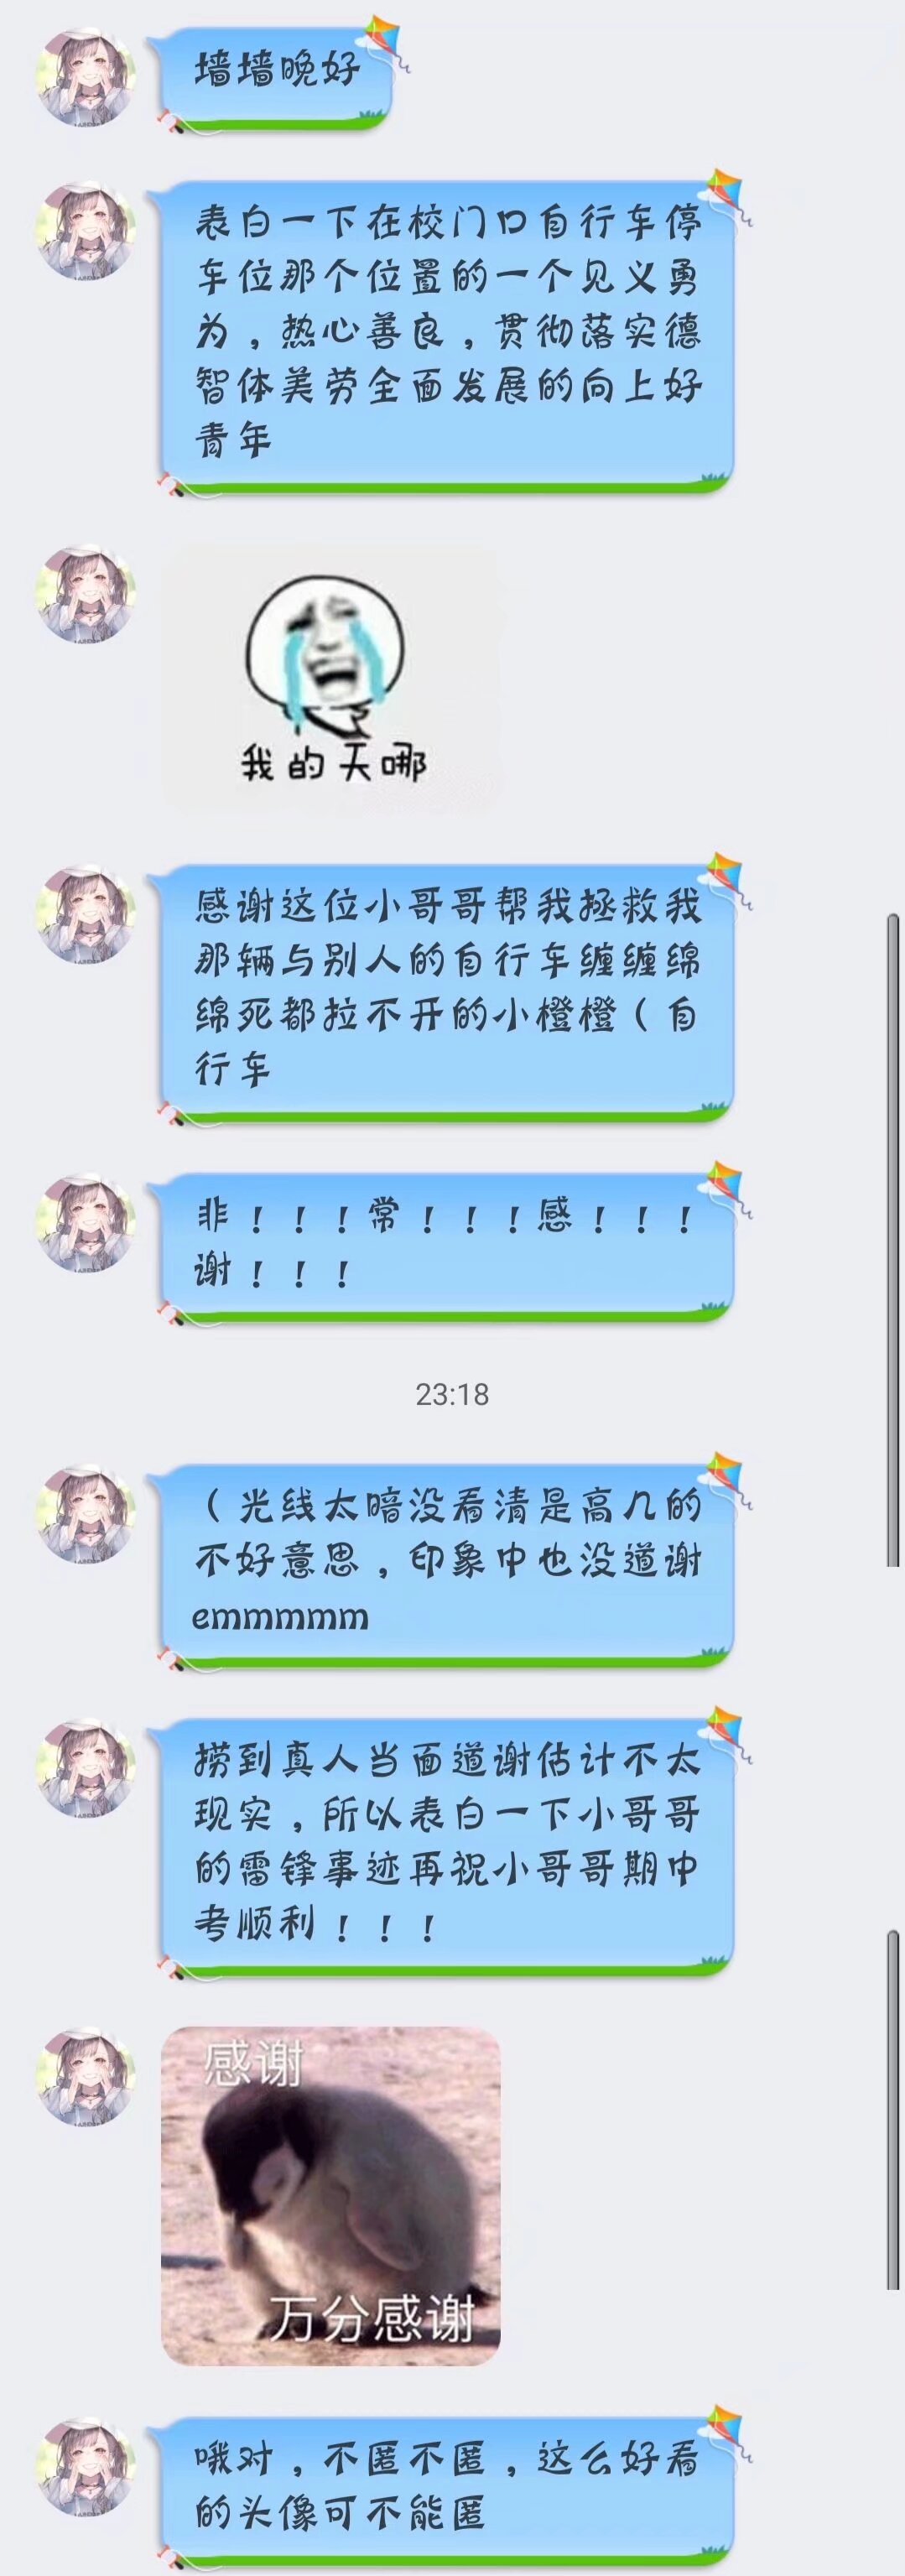 墙墙晚好
表白一下在校门口自行车停
车位那个位置的一个见义勇
为，热心善良，贯彻落实德
智体美劳全面发展的向上好
青年
我的天哪
感谢这位小哥哥帮我拯救我
那辆与别人的自行车缠缠绵
绵死都拉不开的小橙橙（自
行车
非！！！常！！！感！！！
谢！！！
23:18
（光线太暗没看清是高几的
不好意思，印象中也没道谢
emmmmm
捞到真人当面道谢估计不太
现实，所以表白一下小哥哥
的雷锋事迹再祝小哥哥期中
考顺利！！！
感谢
万分感谢
哦对，不匿不匿，这么好看
的头像可不能匿